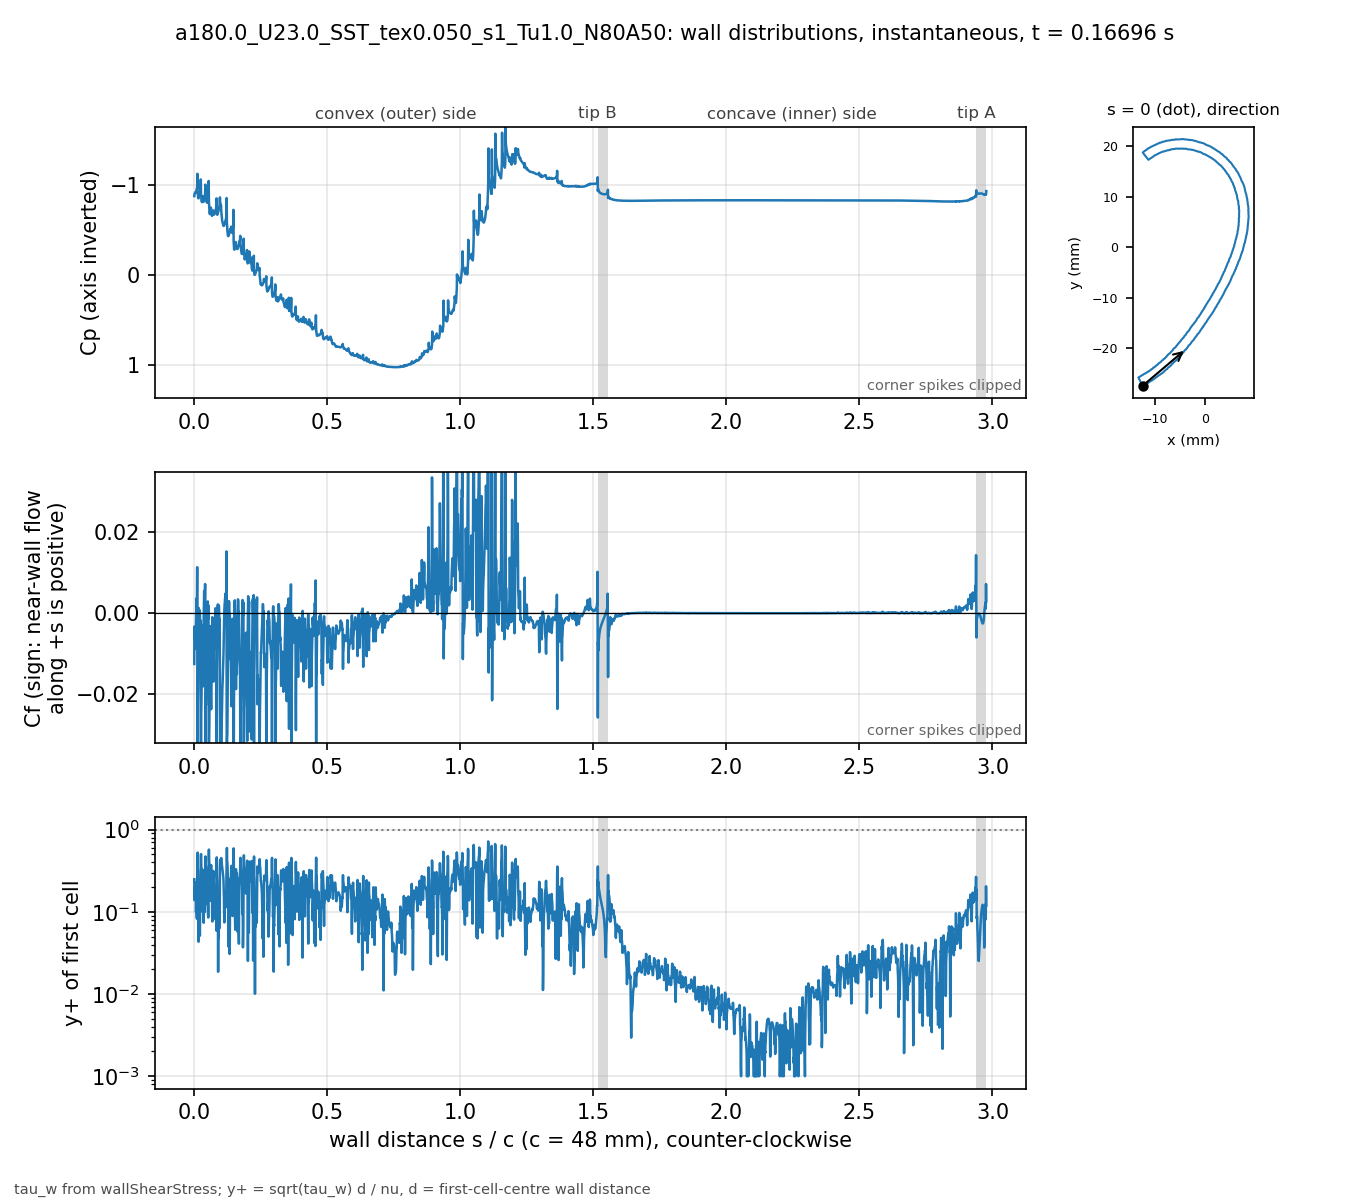 a180.0_U23.0_SST_tex0.050_s1_Tu1.0_N80A50: wall distributions, instantaneous, t = 0.16696 s
convex (outer) side
tip B
concave (inner) side
tip A
s = 0 (dot), direction
Cp (axis inverted)
−1
0
1
corner spikes clipped
0.0 0.5 1.0 1.5 2.0 2.5 3.0
y (mm)
20
10
0
−10
−20
−10 0
x (mm)
Cf (sign: near-wall flow
along +s is positive)
0.02
0.00
−0.02
corner spikes clipped
0.0 0.5 1.0 1.5 2.0 2.5 3.0
y+ of first cell
10⁰
10⁻¹
10⁻²
10⁻³
0.0 0.5 1.0 1.5 2.0 2.5 3.0
wall distance s / c (c = 48 mm), counter-clockwise
tau_w from wallShearStress; y+ = sqrt(tau_w) d / nu, d = first-cell-centre wall distance